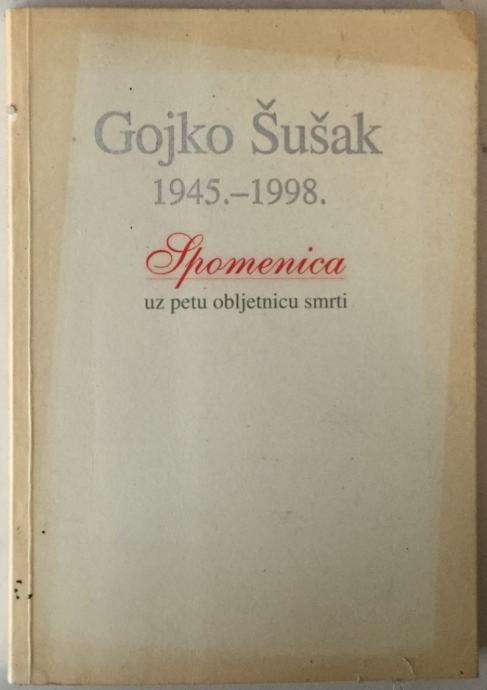 Gojko Šušak
1945.–1998.
Spomenica
uz petu obljetnicu smrti